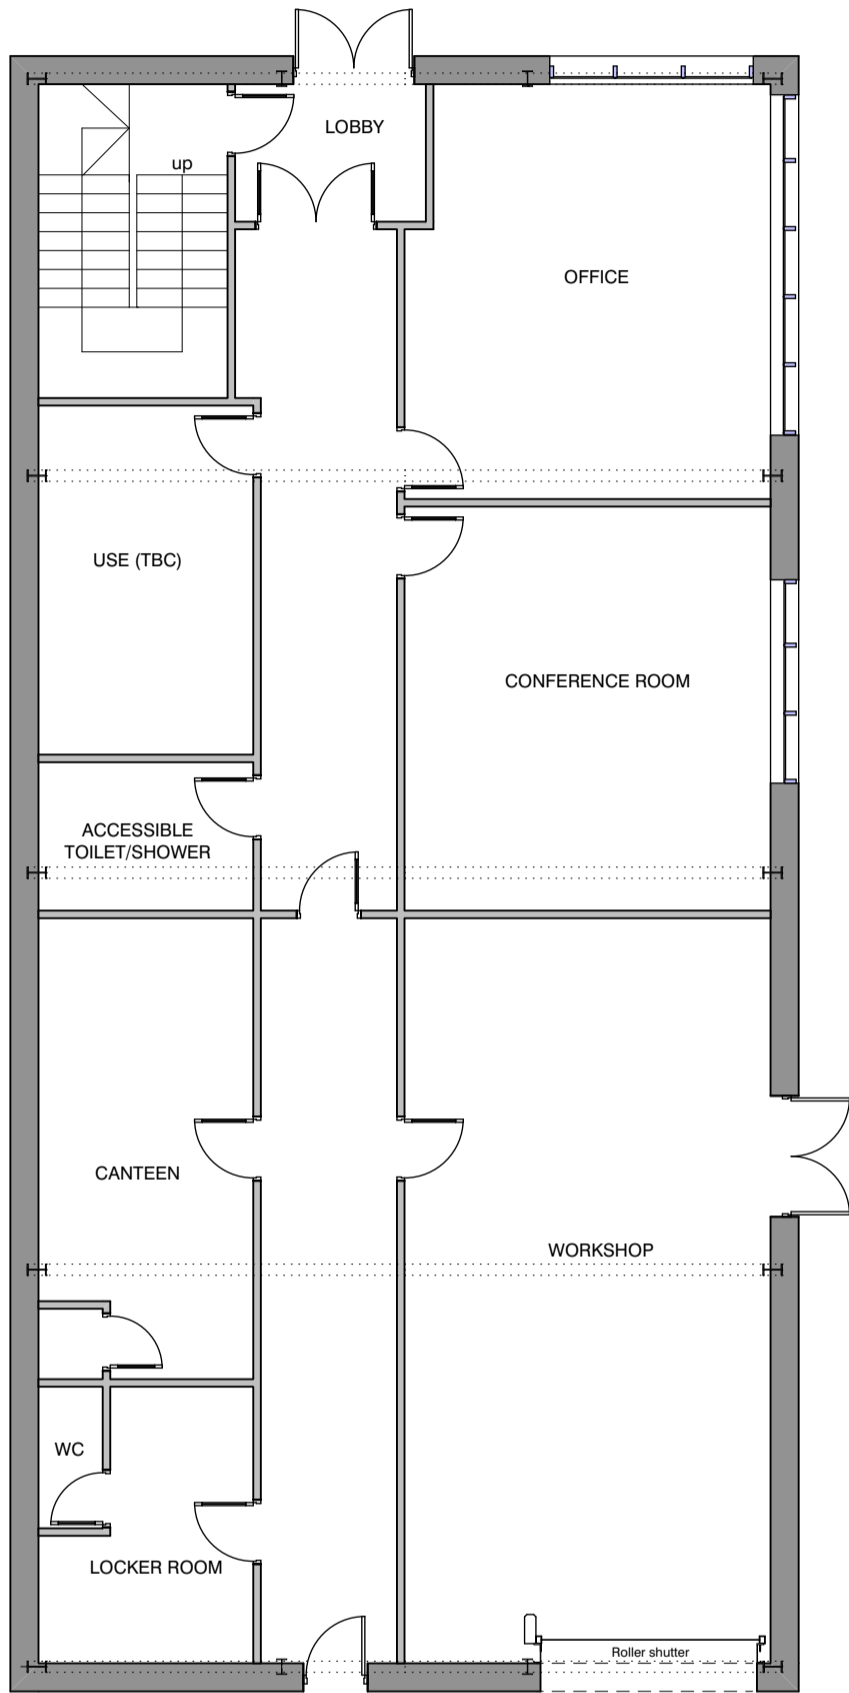 LOBBY
up
OFFICE
USE (TBC)
CONFERENCE ROOM
ACCESSIBLE
TOILET/SHOWER
CANTEEN
WORKSHOP
WC
LOCKER ROOM
Roller shutter